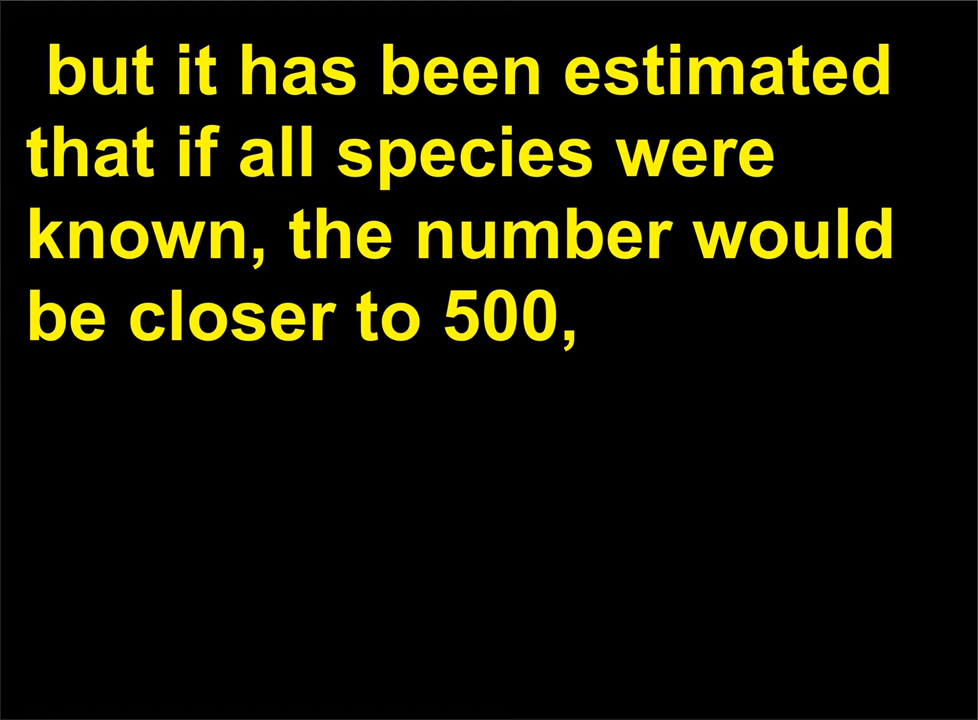 but it has been estimated
that if all species were
known, the number would
be closer to 500,